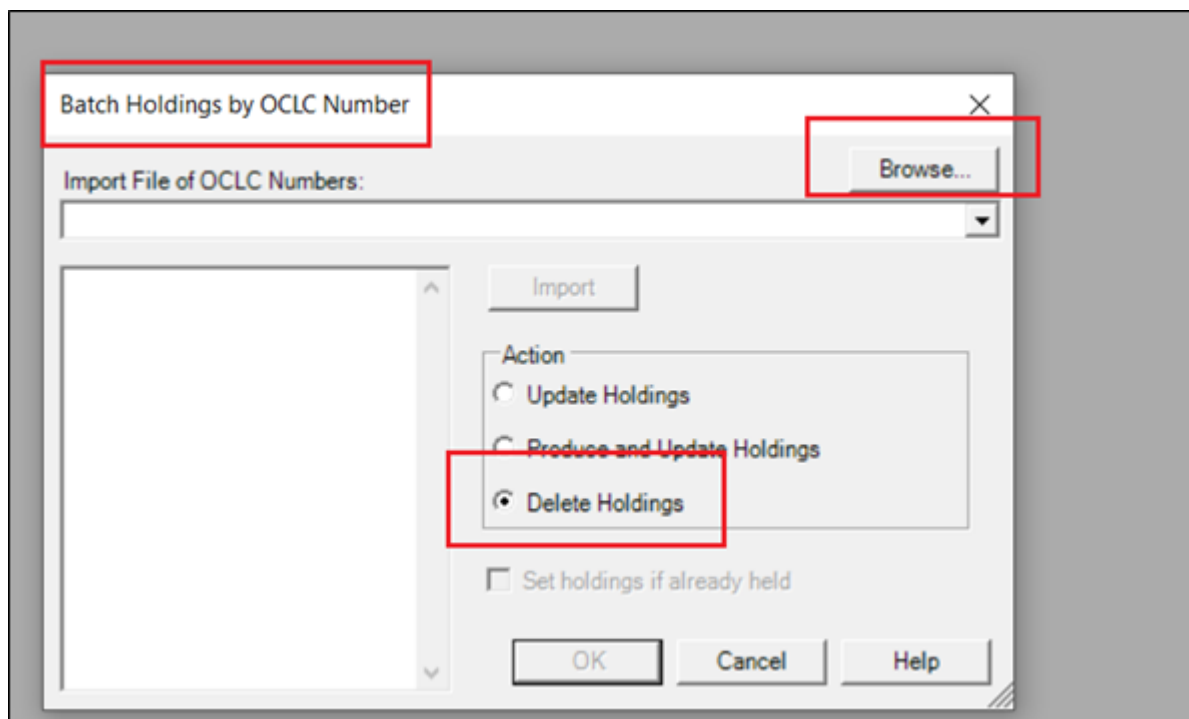 Batch Holdings by OCLC Number
Browse...
Import File of OCLC Numbers:
Import
Action
Update Holdings
Produce and Update Holdings
Delete Holdings
Set holdings if already held
OK Cancel Help